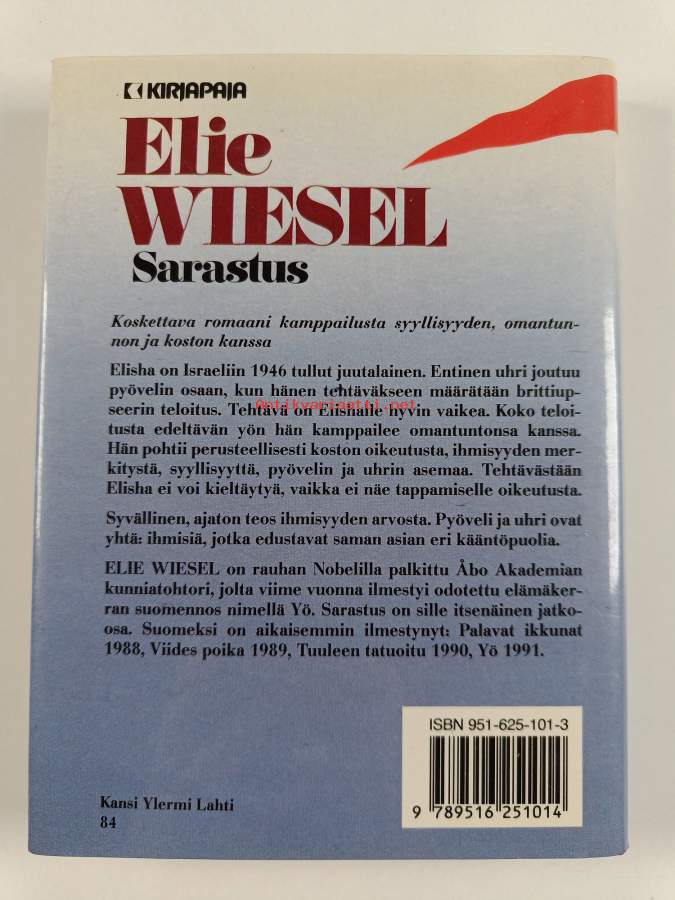 KIRJAPAJA
Elie
WIESEL
Sarastus
Koskettava romaani kamppailusta syyllisyyden, omantun-
non ja koston kanssa
Elisha on Israeliin 1946 tullut juutalainen. Entinen uhri joutuu
pyövelin osaan, kun hänen tehtäväkseen määrätään brittiup-
seerin teloitus. Tehtävä on Elishalle hyvin vaikea. Koko teloi-
Antikvariaatti.net
tusta edeltävän yön hän kamppailee omantuntonsa kanssa.
Hän pohtii perusteellisesti koston oikeutusta, ihmisyyden mer-
kitystä, syyllisyyttä, pyövelin ja uhrin asemaa. Tehtävästään
Elisha ei voi kieltäytyä, vaikka ei näe tappamiselle oikeutusta.
Syvällinen, ajaton teos ihmisyyden arvosta. Pyöveli ja uhri ovat
yhtä: ihmisiä, jotka edustavat saman asian eri kääntöpuolia.
ELIE WIESEL on rauhan Nobelilla palkittu Åbo Akademian
kunniatohtori, jolta viime vuonna ilmestyi odotettu elämäker-
ran suomennos nimellä Yö. Sarastus on sille itsenäinen jatko-
osa. Suomeksi on aikaisemmin ilmestynyt: Palavat ikkunat
1988, Viides poika 1989, Tuuleen tatuoitu 1990, Yö 1991.
ISBN 951-625-101-3
9 789516 251014
Kansi Ylermi Lahti
84